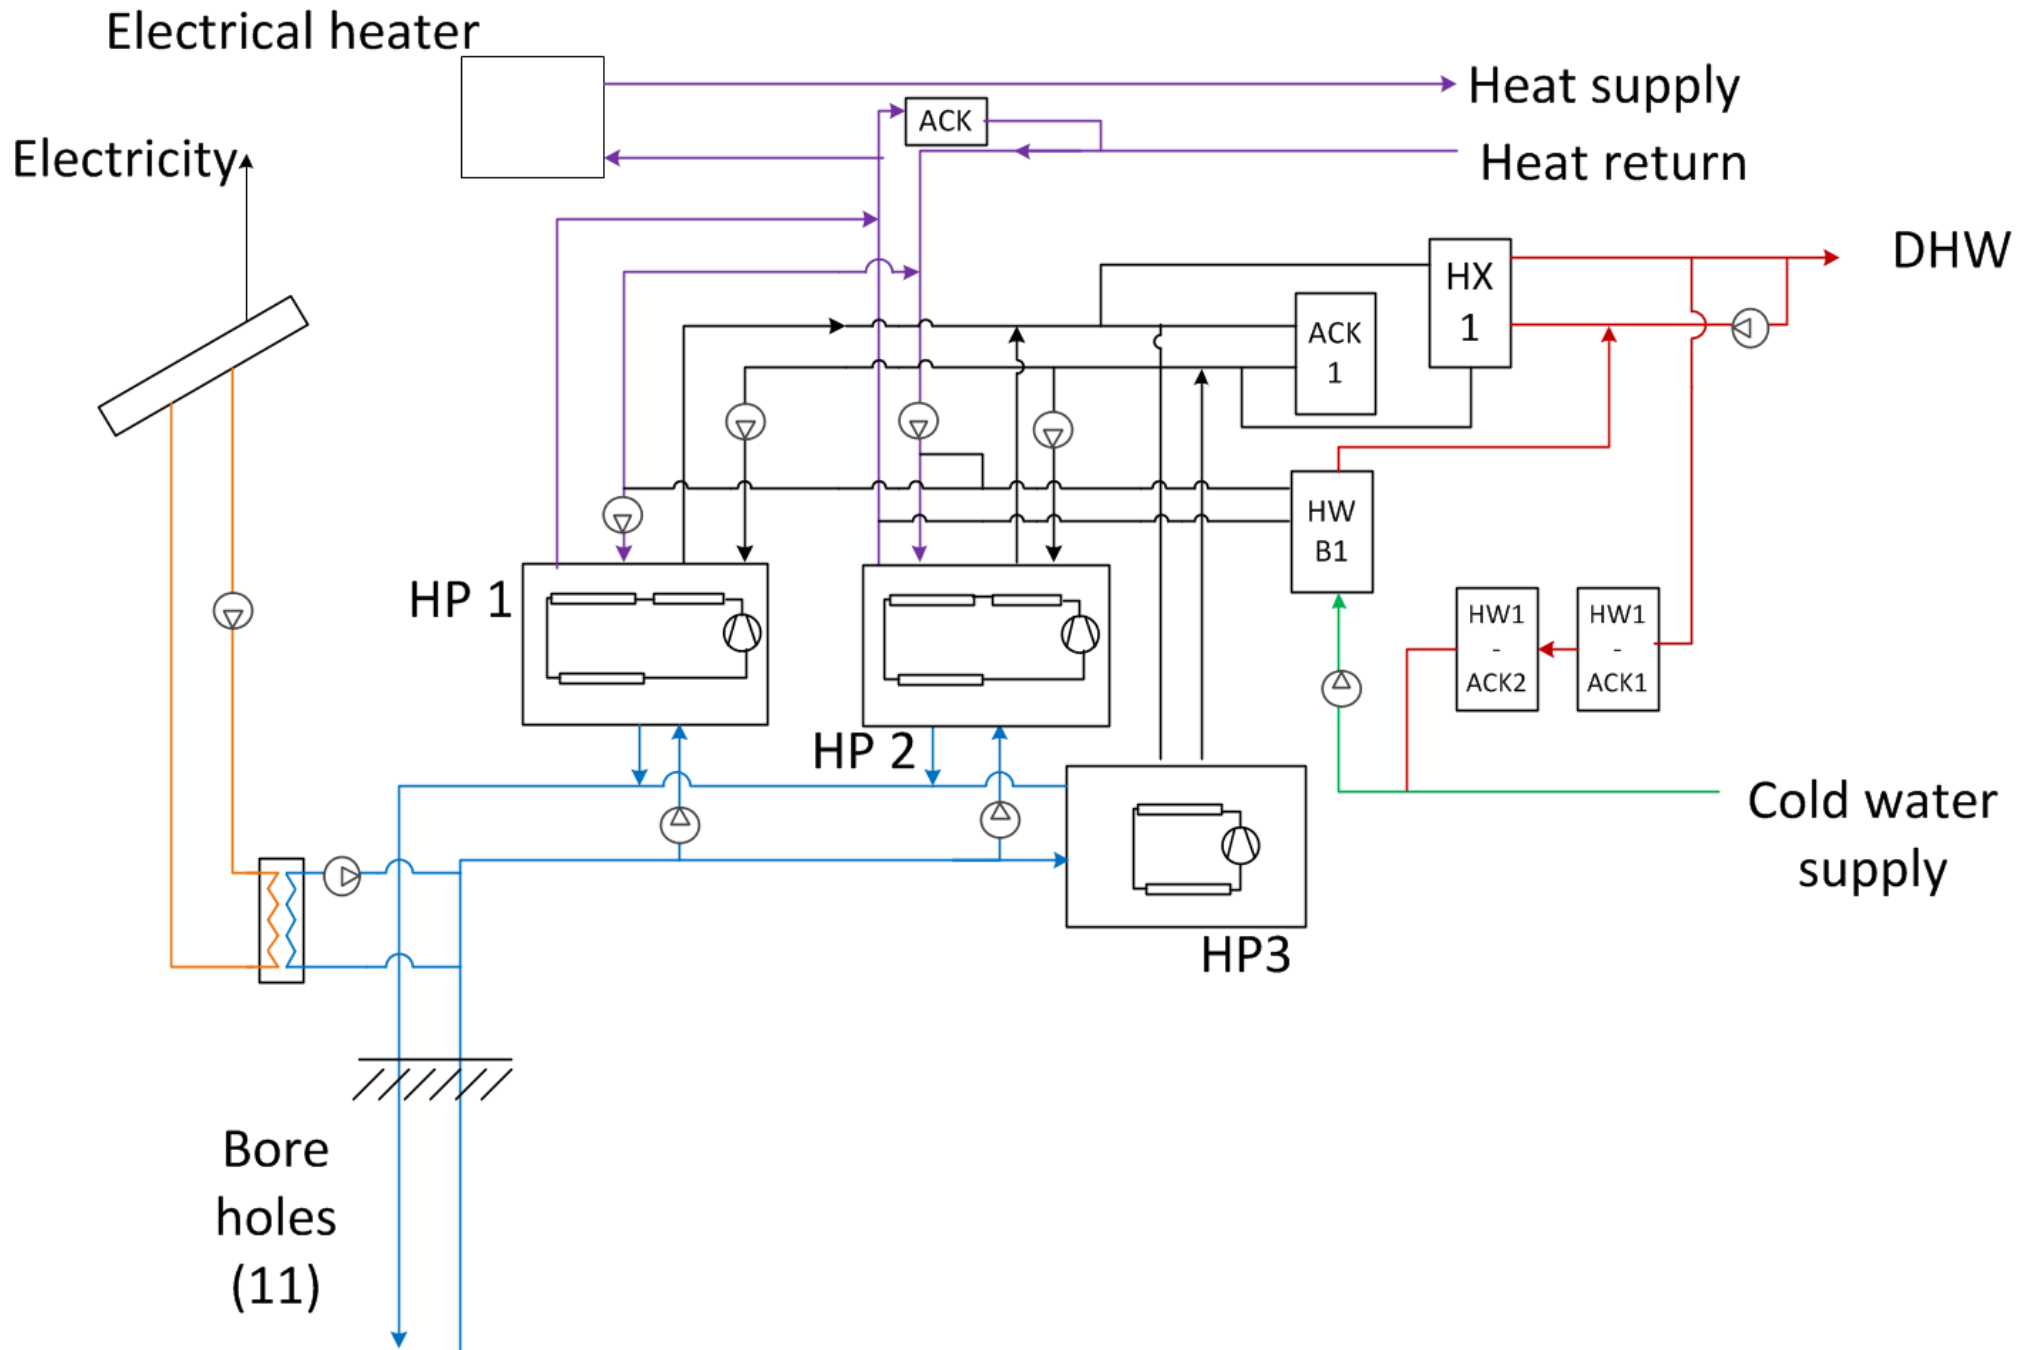 Electrical heater
Heat supply
ACK
Electricity
Heat return
DHW
HX
1
ACK
1
HW
B1
HP 1
HW1
-
ACK2
HW1
-
ACK1
HP 2
Cold water
supply
HP3
Bore
holes
(11)